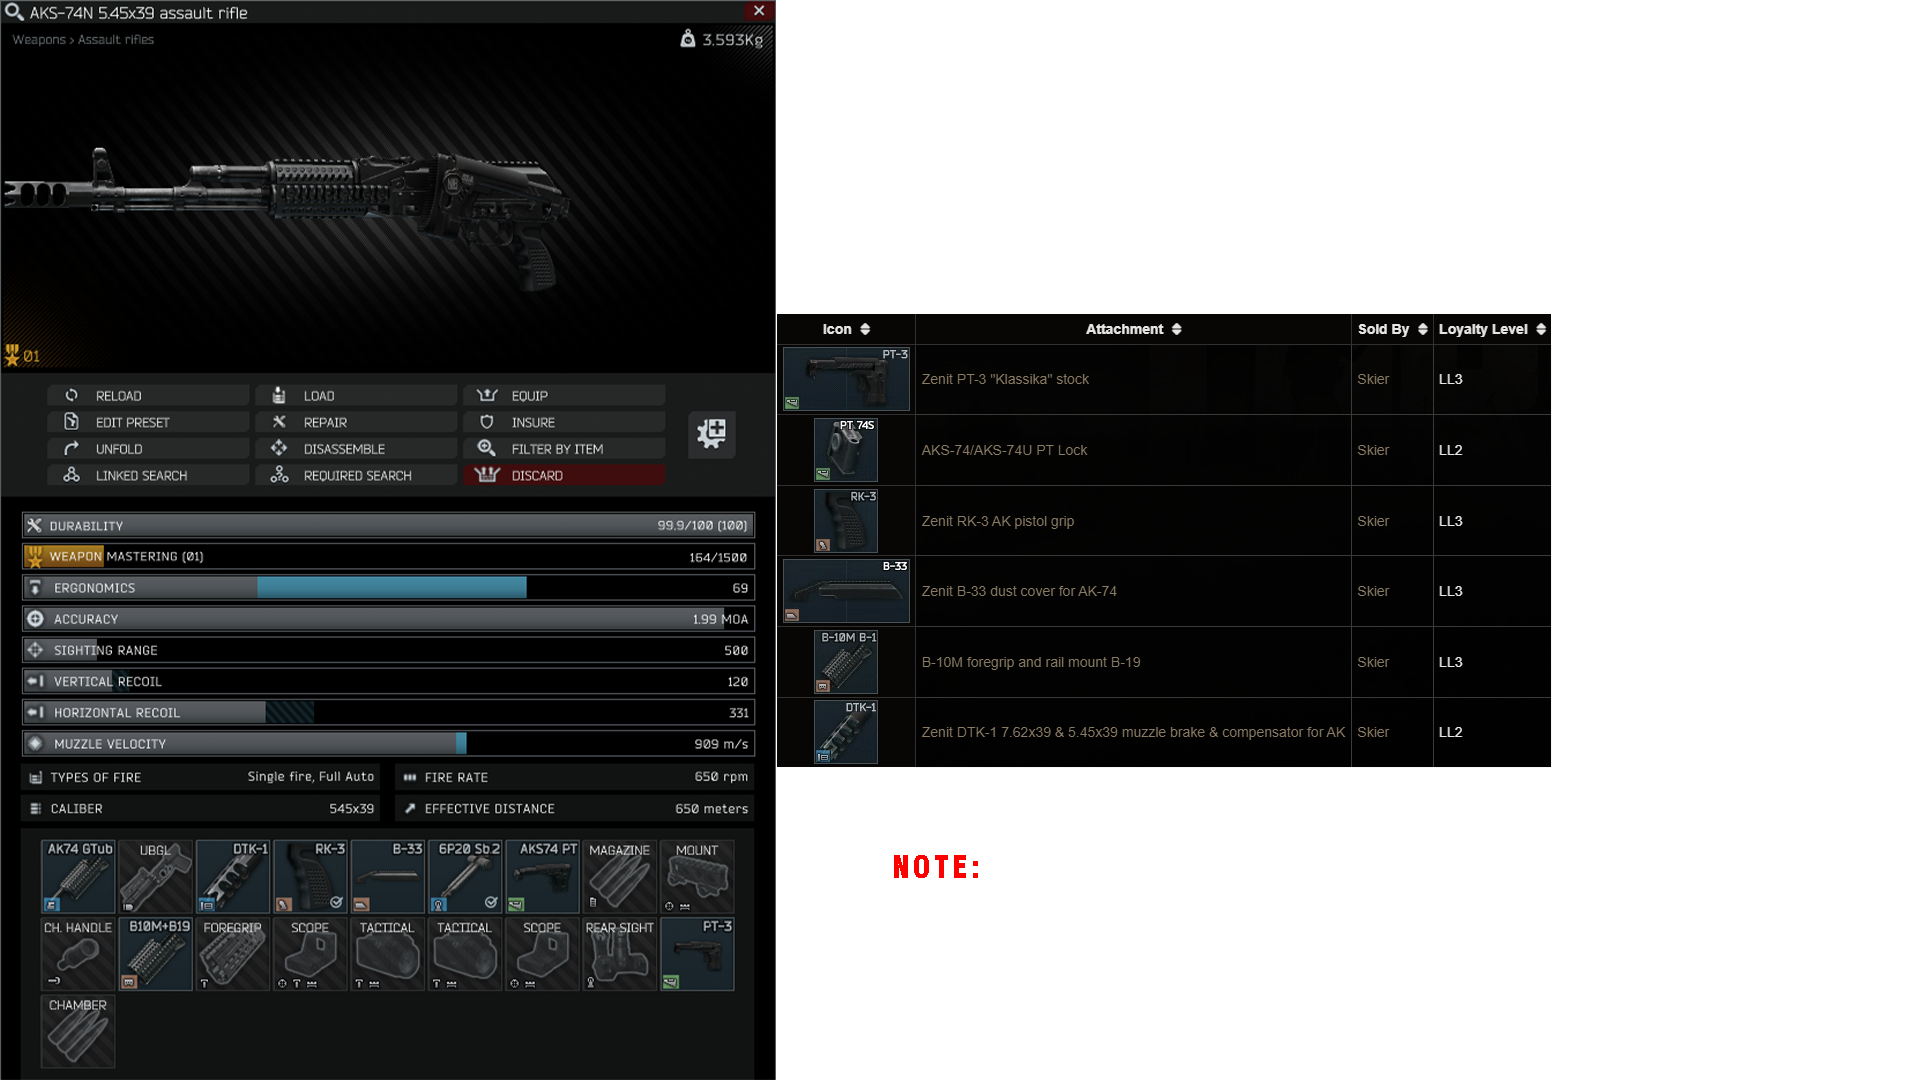 AKS-74N 5.45x39 assault rifle
Weapons > Assault rifles
3.593Kg
01
RELOAD LOAD EQUIP
EDIT PRESET REPAIR INSURE
UNFOLD DISASSEMBLE FILTER BY ITEM
LINKED SEARCH REQUIRED SEARCH DISCARD
DURABILITY 99.9/100 (100)
WEAPON MASTERING (01) 164/1500
ERGONOMICS 69
ACCURACY 1.99 MOA
SIGHTING RANGE 500
VERTICAL RECOIL 120
HORIZONTAL RECOIL 331
MUZZLE VELOCITY 909 m/s
TYPES OF FIRE Single fire, Full Auto FIRE RATE 650 rpm
CALIBER 545x39 EFFECTIVE DISTANCE 650 meters
AK74 GTub UBGL DTK-1 RK-3 B-33 6P20 Sb.2 AKS74 PT MAGAZINE MOUNT
CH. HANDLE B10M+B19 FOREGRIP SCOPE TACTICAL TACTICAL SCOPE REAR SIGHT PT-3
CHAMBER
Icon Attachment Sold By Loyalty Level
PT-3 Zenit PT-3 "Klassika" stock Skier LL3
PT 74S AKS-74/AKS-74U PT Lock Skier LL2
RK-3 Zenit RK-3 AK pistol grip Skier LL3
B-33 Zenit B-33 dust cover for AK-74 Skier LL3
B-10M B-1 B-10M foregrip and rail mount B-19 Skier LL3
DTK-1 Zenit DTK-1 7.62x39 & 5.45x39 muzzle brake & compensator for AK Skier LL2
NOTE: